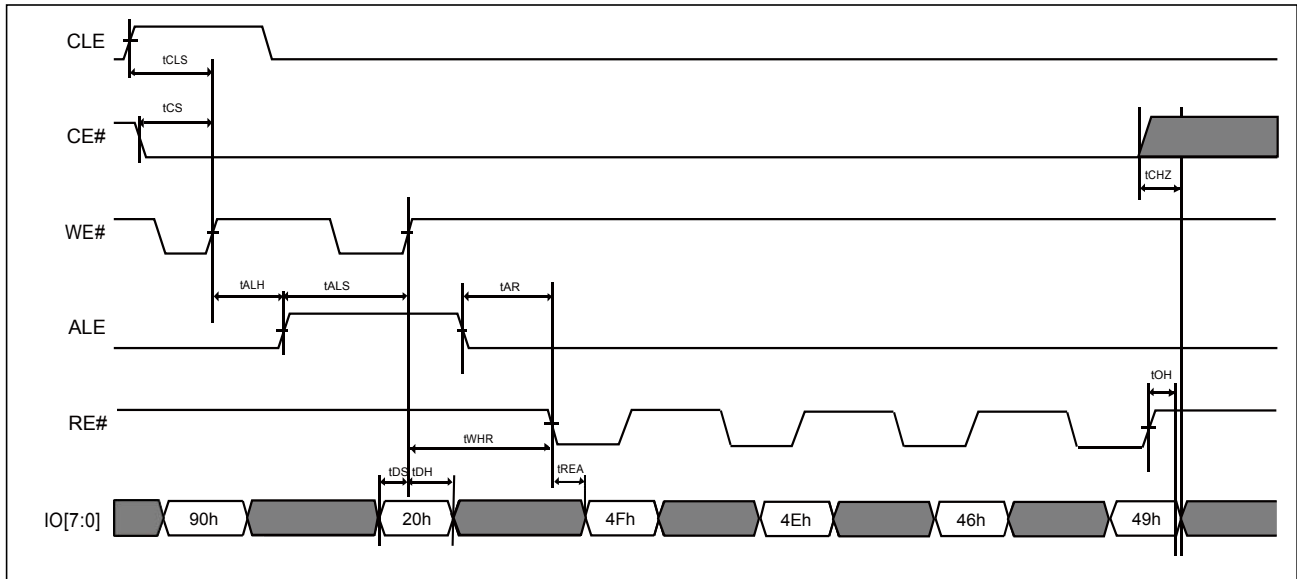 CLE
tCLS
tCS
CE#
tCHZ
WE#
tALH tALS tAR
ALE
tOH
RE#
tWHR
tDS tDH tREA
IO[7:0] 90h 20h 4Fh 4Eh 46h 49h